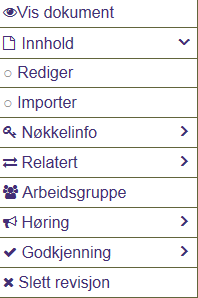 Vis dokument
Innhold
Rediger
Importer
Nøkkelinfo
Relatert
Arbeidsgruppe
Høring
Godkjenning
Slett revisjon